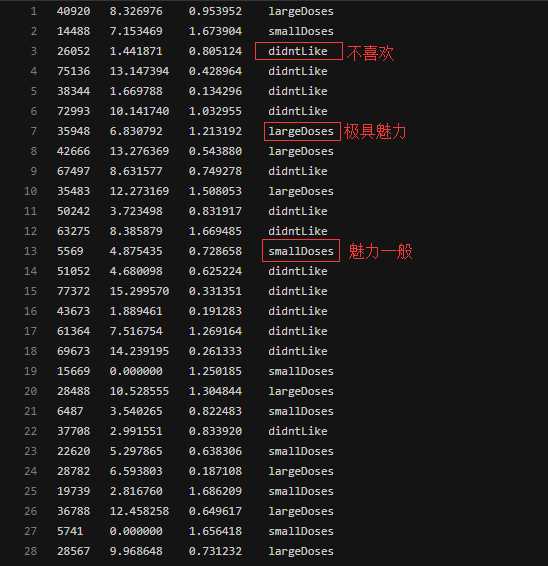 1 40920 8.326976 0.953952 largeDoses
2 14488 7.153469 1.673904 smallDoses
3 26052 1.441871 0.805124 didntLike 不喜欢
4 75136 13.147394 0.428964 didntLike
5 38344 1.669788 0.134296 didntLike
6 72993 10.141740 1.032955 didntLike
7 35948 6.830792 1.213192 largeDoses 极具魅力
8 42666 13.276369 0.543880 largeDoses
9 67497 8.631577 0.749278 didntLike
10 35483 12.273169 1.508053 largeDoses
11 50242 3.723498 0.831917 didntLike
12 63275 8.385879 1.669485 didntLike
13 5569 4.875435 0.728658 smallDoses 魅力一般
14 51052 4.680098 0.625224 didntLike
15 77372 15.299570 0.331351 didntLike
16 43673 1.889461 0.191283 didntLike
17 61364 7.516754 1.269164 didntLike
18 69673 14.239195 0.261333 didntLike
19 15669 0.000000 1.250185 smallDoses
20 28488 10.528555 1.304844 largeDoses
21 6487 3.540265 0.822483 smallDoses
22 37708 2.991551 0.833920 didntLike
23 22620 5.297865 0.638306 smallDoses
24 28782 6.593803 0.187108 largeDoses
25 19739 2.816760 1.686209 smallDoses
26 36788 12.458258 0.649617 largeDoses
27 5741 0.000000 1.656418 smallDoses
28 28567 9.968648 0.731232 largeDoses